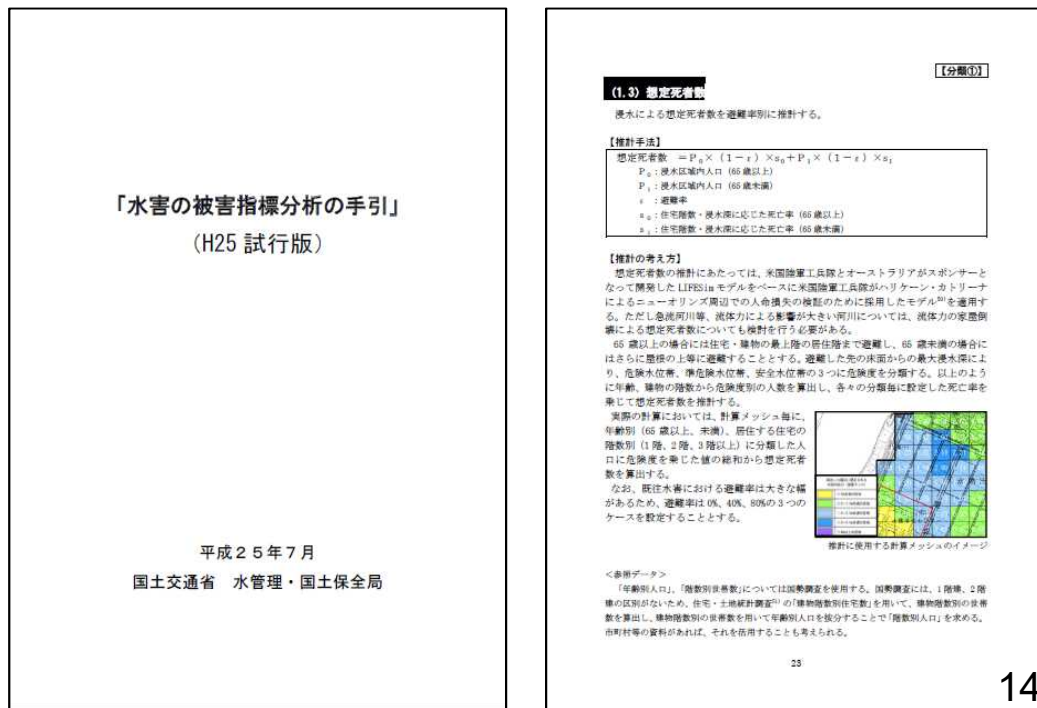 「水害の被害指標分析の手引」
（H25 試行版）
平成２５年７月
国土交通省　水管理・国土保全局
【分類①】
（1.3）想定死者数
浸水による想定死者数を避難率別に推計する。
【推計手法】
想定死者数　＝P₀×（1－ε）×s₀＋P₁×（1－ε）×s₁
P₀：浸水区域内人口（65 歳以上）
P₁：浸水区域内人口（65 歳未満）
ε　：避難率
s₀：住宅階数・浸水深に応じた死亡率（65 歳以上）
s₁：住宅階数・浸水深に応じた死亡率（65 歳未満）
【推計の考え方】
想定死者数の推計にあたっては、米国陸軍工兵隊とオーストラリアがスポンサーと
なって開発した LIFESim モデルをベースに米国陸軍工兵隊がハリケーン・カトリーナ
によるニューオリンズ周辺での人命損失の検証のために採用したモデルを適用す
る。ただし急流河川等、流体力による影響が大きい河川については、流体力の家屋倒
壊による想定死者数についても検討を行う必要がある。
65 歳以上の場合には住宅・建物の最上階の居住階まで避難し、65 歳未満の場合に
はさらに屋根の上等に避難することとする。避難した先の床面からの最大浸水深によ
り、危険水位帯、準危険水位帯、安全水位帯の３つに危険度を分類する。以上のよう
に年齢、建物の階数から危険度別の人数を算出し、各々の分類毎に設定した死亡率を
乗じて想定死者数を推計する。
実際の計算においては、計算メッシュ毎に、
年齢別（65 歳以上、未満）、居住する住宅の
階数別（1 階、2 階、3 階以上）に分類した人
口に危険度を乗じた値の総和から想定死者
数を算出する。
なお、既往水害における避難率は大きな幅
があるため、避難率は 0%、40%、80%の３つの
ケースを設定することとする。
推計に使用する計算メッシュのイメージ
＜参照データ＞
「年齢別人口」、「階数別世帯数」については国勢調査を使用する。国勢調査には、1 階建、2 階
建の区別がないため、住宅・土地統計調査の「建物階数別住宅数」を用いて、建物階数別の世帯
数を算出し、建物階数別の世帯数を用いて年齢別人口を按分することで「階数別人口」を求める。
市町村等の資料があれば、それを活用することも考えられる。
23
14